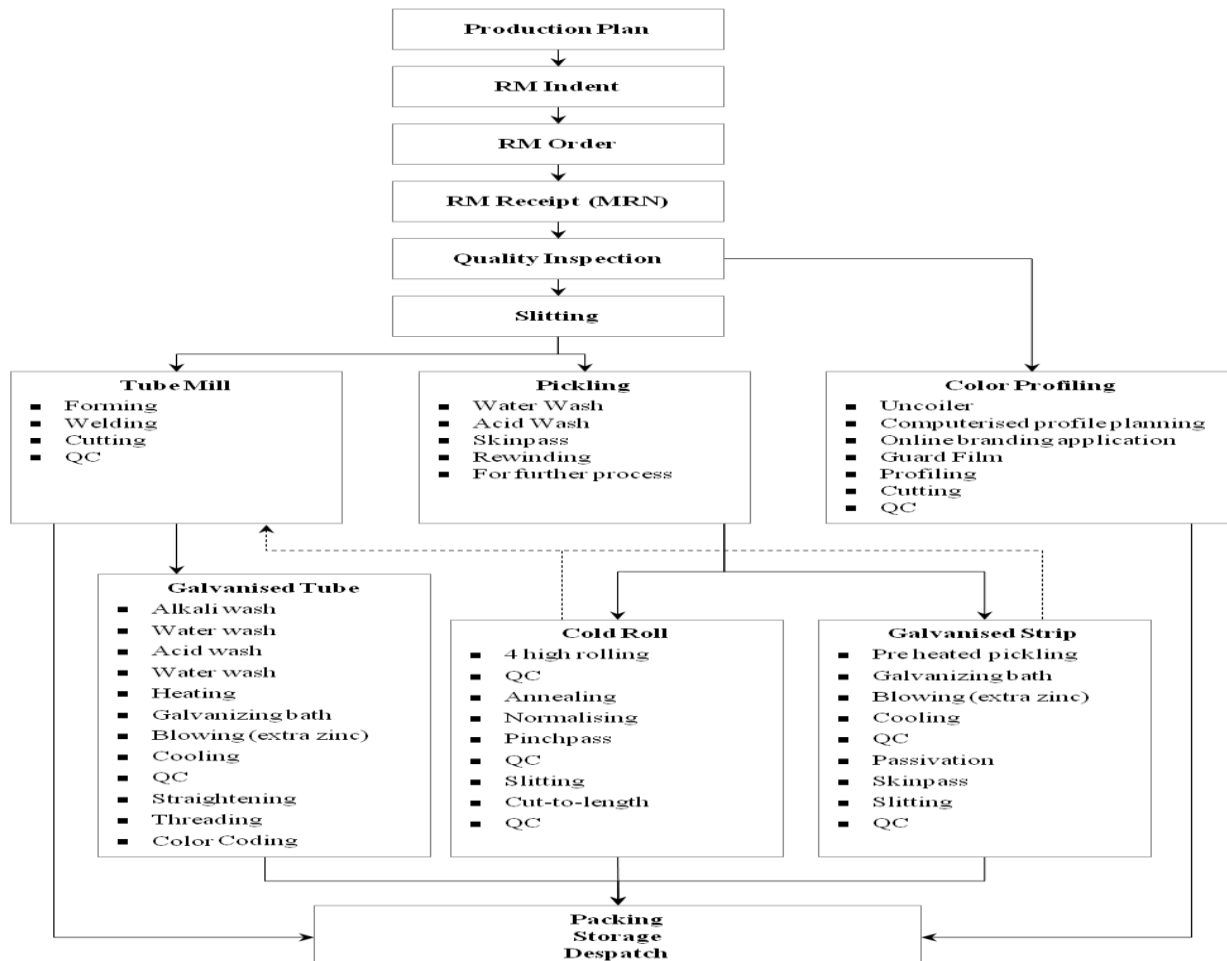 Production Plan
RM Indent
RM Order
RM Receipt (MRN)
Quality Inspection
Slitting
Tube Mill
Forming
Welding
Cutting
QC
Pickling
Water Wash
Acid Wash
Skinpass
Rewinding
For further process
Color Profiling
Uncoiler
Computerised profile planning
Online branding application
Guard Film
Profiling
Cutting
QC
Galvanised Tube
Alkali wash
Water wash
Acid wash
Water wash
Heating
Galvanizing bath
Blowing (extra zinc)
Cooling
QC
Straightening
Threading
Color Coding
Cold Roll
4 high rolling
QC
Annealing
Normalising
Pinchpass
QC
Slitting
Cut-to-length
QC
Galvanised Strip
Pre heated pickling
Galvanizing bath
Blowing (extra zinc)
Cooling
QC
Passivation
Skinpass
Slitting
QC
Packing
Storage
Despatch